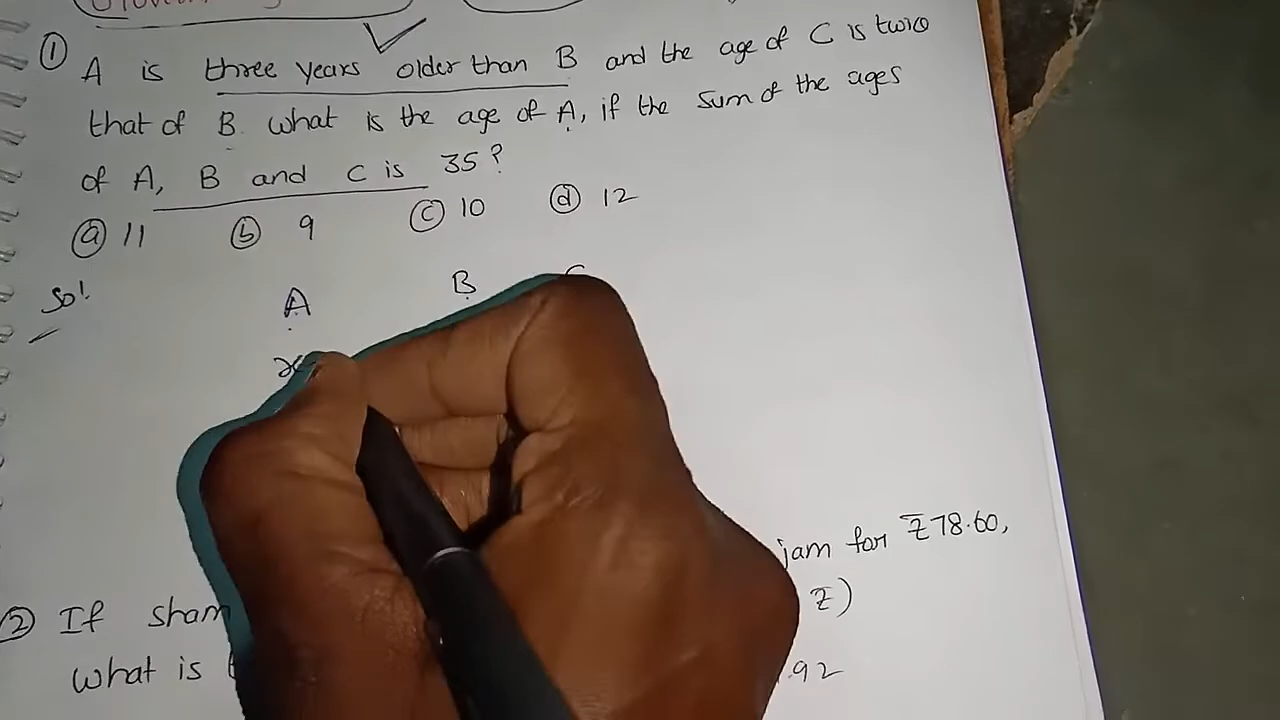 ① A is three years older than B and the age of C is twice
that of B. what is the age of A, if the sum of the ages
of A, B and C is 35?
ⓐ 11 ⓑ 9 ⓒ 10 ⓓ 12
Sol
A B C
x
② If sham jam for ₹78.60,
₹)
what is .92